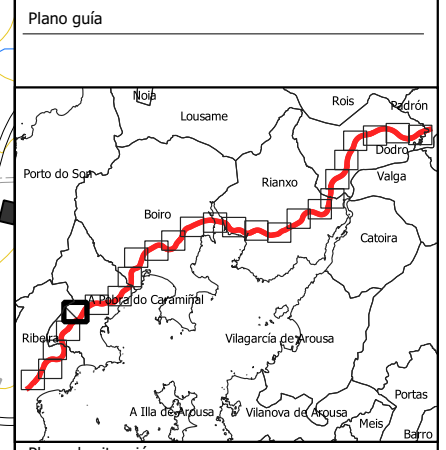 Plano guía
Noia
Lousame
Rois
Padrón
Dodro
Porto do Son
Rianxo
Valga
Boiro
Catoira
A Pobra do Caramiñal
Ribeira
Vilagarcía de Arousa
Portas
A Illa de Arousa
Vilanova de Arousa
Meis
Barro